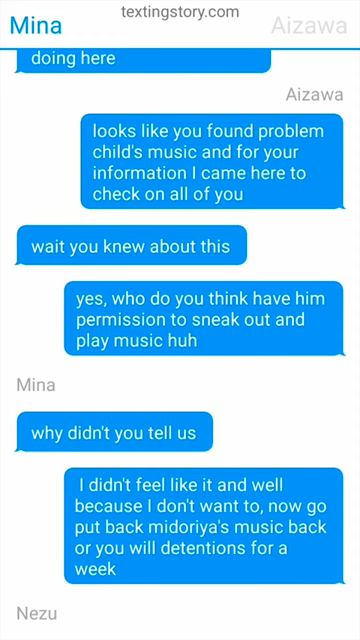 textingstory.com
Mina Aizawa
doing here
Aizawa
looks like you found problem
child's music and for your
information I came here to
check on all of you
wait you knew about this
yes, who do you think have him
permission to sneak out and
play music huh
Mina
why didn't you tell us
I didn't feel like it and well
because I don't want to, now go
put back midoriya's music back
or you will detentions for a
week
Nezu